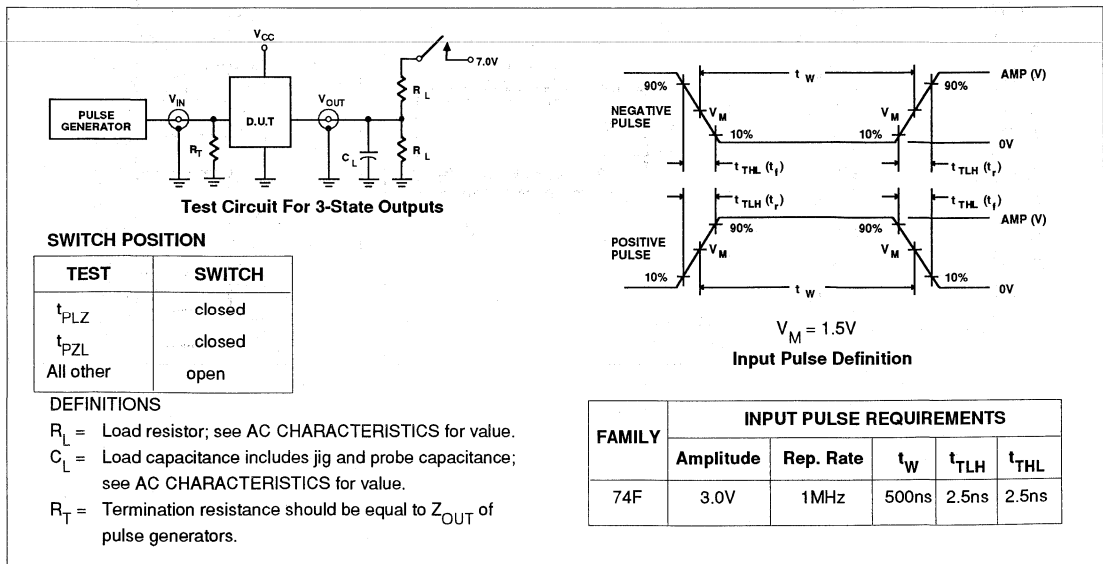 V_CC
7.0V
R_L
V_IN
V_OUT
PULSE
GENERATOR
D.U.T
R_T
C_L
R_L
Test Circuit For 3-State Outputs
SWITCH POSITION
TEST SWITCH
t_PLZ closed
t_PZL closed
All other open
DEFINITIONS
R_L = Load resistor; see AC CHARACTERISTICS for value.
C_L = Load capacitance includes jig and probe capacitance;
see AC CHARACTERISTICS for value.
R_T = Termination resistance should be equal to Z_OUT of
pulse generators.
t_W
AMP (V)
90% 90%
NEGATIVE
PULSE
V_M V_M
10% 10%
0V
t_THL (t_f) t_TLH (t_r)
t_TLH (t_r) t_THL (t_f)
AMP (V)
90% 90%
POSITIVE
PULSE
V_M V_M
10% 10%
t_W
0V
V_M = 1.5V
Input Pulse Definition
FAMILY INPUT PULSE REQUIREMENTS
Amplitude Rep. Rate t_W t_TLH t_THL
74F 3.0V 1MHz 500ns 2.5ns 2.5ns